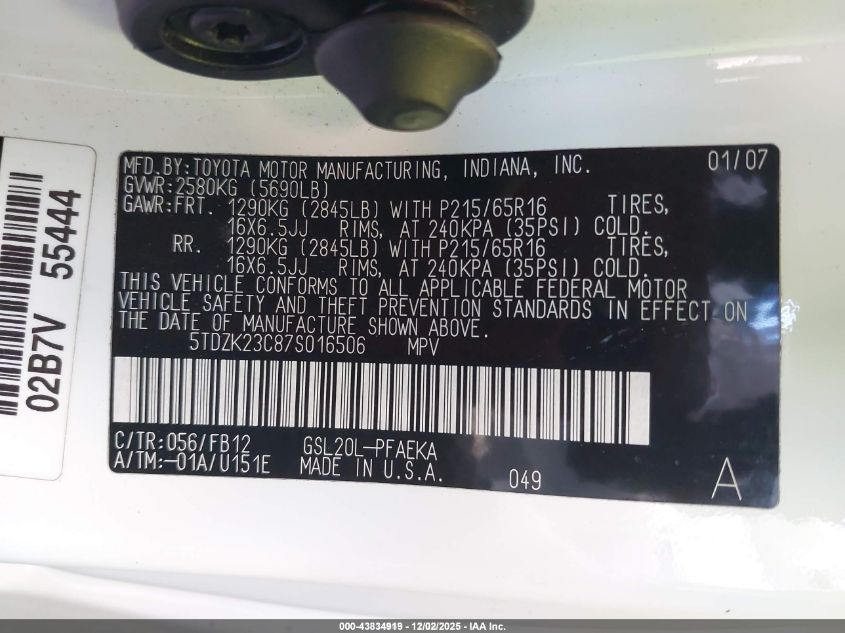 MFD.BY:TOYOTA MOTOR MANUFACTURING, INDIANA, INC. 01/07
GVWR:2580KG (5690LB)
GAWR:FRT. 1290KG (2845LB) WITH P215/65R16 TIRES,
16X6.5JJ RIMS, AT 240KPA (35PSI) COLD.
RR. 1290KG (2845LB) WITH P215/65R16 TIRES,
16X6.5JJ RIMS, AT 240KPA (35PSI) COLD.
THIS VEHICLE CONFORMS TO ALL APPLICABLE FEDERAL MOTOR
VEHICLE SAFETY AND THEFT PREVENTION STANDARDS IN EFFECT ON
THE DATE OF MANUFACTURE SHOWN ABOVE.
5TDZK23C87S016506 MPV
C/TR:056/FB12 GSL20L-PFAEKA
A/TM:-01A/U151E MADE IN U.S.A. 049 A
02B7V 55444
000-43834919 - 12/02/2025 - IAA Inc.